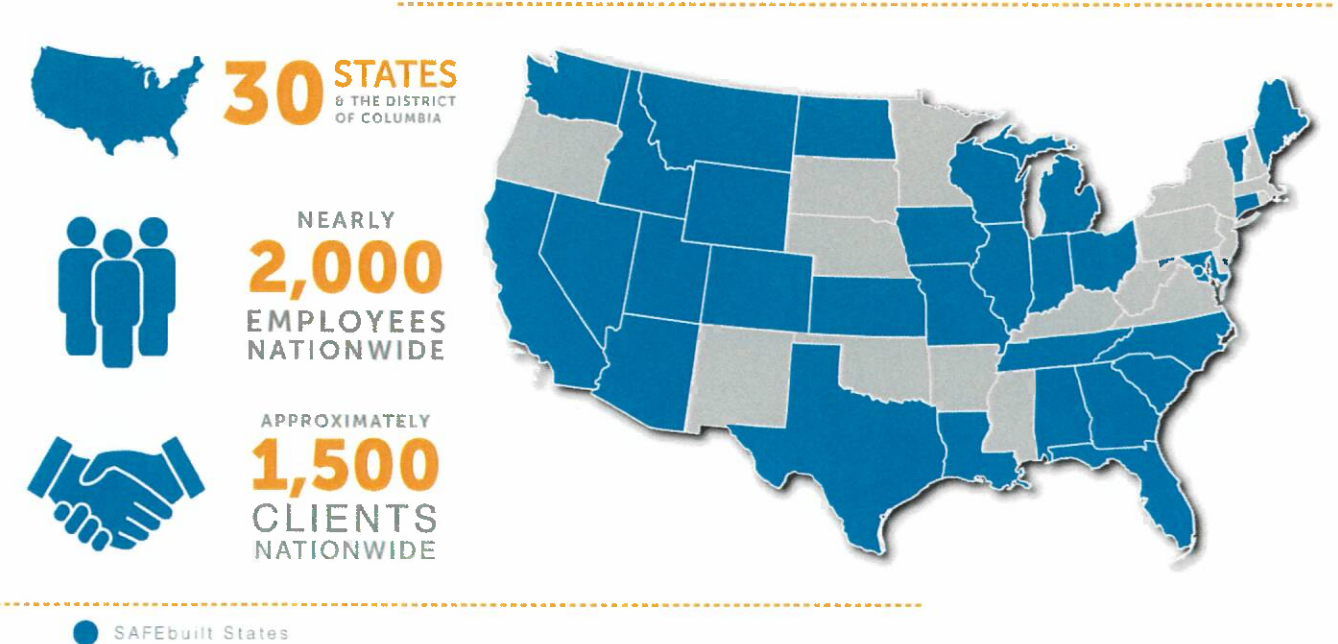 30 STATES
& THE DISTRICT
OF COLUMBIA
NEARLY
2,000
EMPLOYEES
NATIONWIDE
APPROXIMATELY
1,500
CLIENTS
NATIONWIDE
SAFEbuilt States